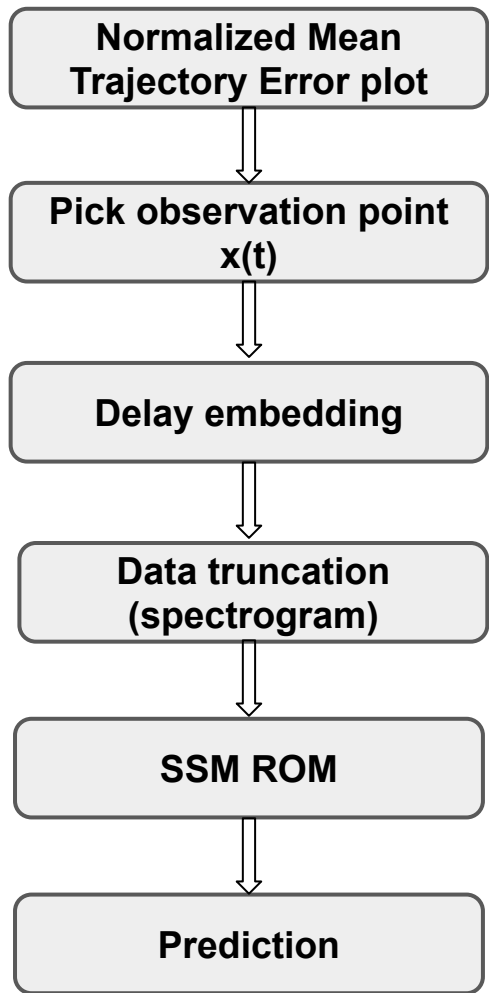 Normalized Mean
Trajectory Error plot
Pick observation point
x(t)
Delay embedding
Data truncation
(spectrogram)
SSM ROM
Prediction